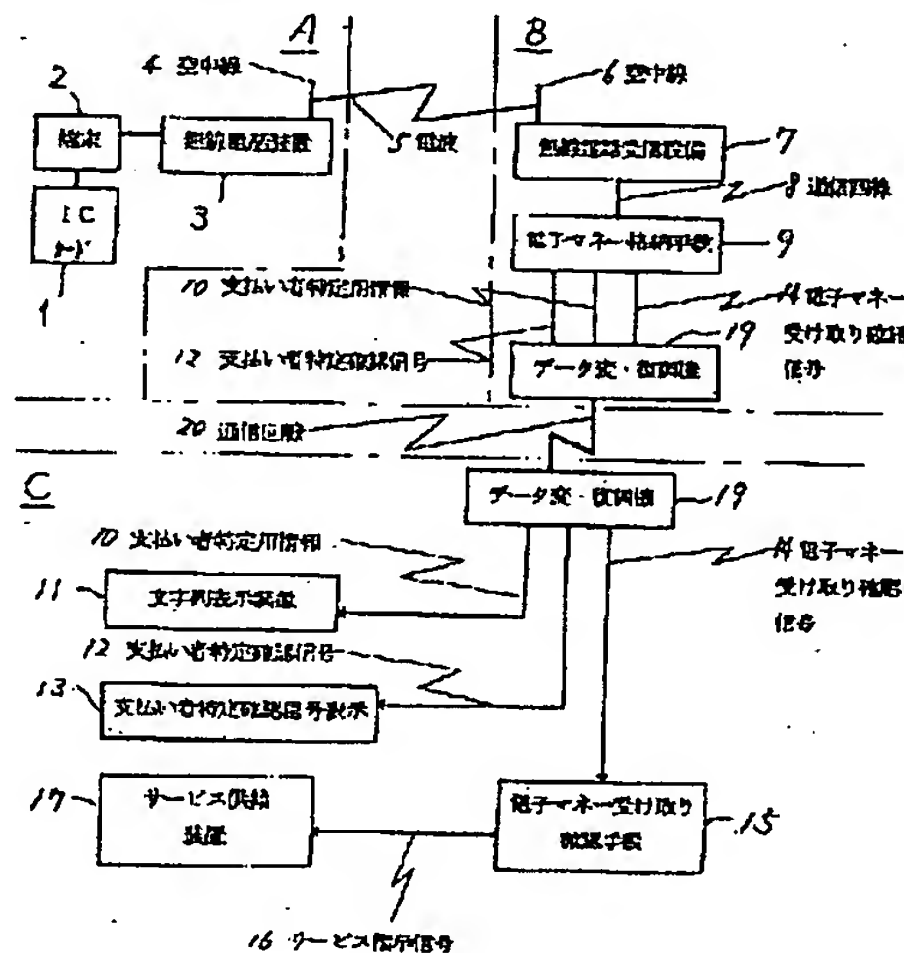 A
B
4 空中線
6 空中線
2
端末
無線電話装置
5 電波
無線電話受信設備
7
3
8 通信回線
IC
カード
電子マネー格納手段
9
1
10 支払い者特定用情報
14 電子マネー
受け取り確認
信号
19
12 支払い者特定確認信号
データ変・復調機
20 通信回線
C
データ変・復調機
19
10 支払い者特定用情報
14 電子マネー
受け取り確認
信号
11
文字列表示装置
12 支払い者特定確認信号
13
支払い者特定確認信号表示
17
サービス供給
装置
電子マネー受け取り
確認手段
15
16 サービス指示信号